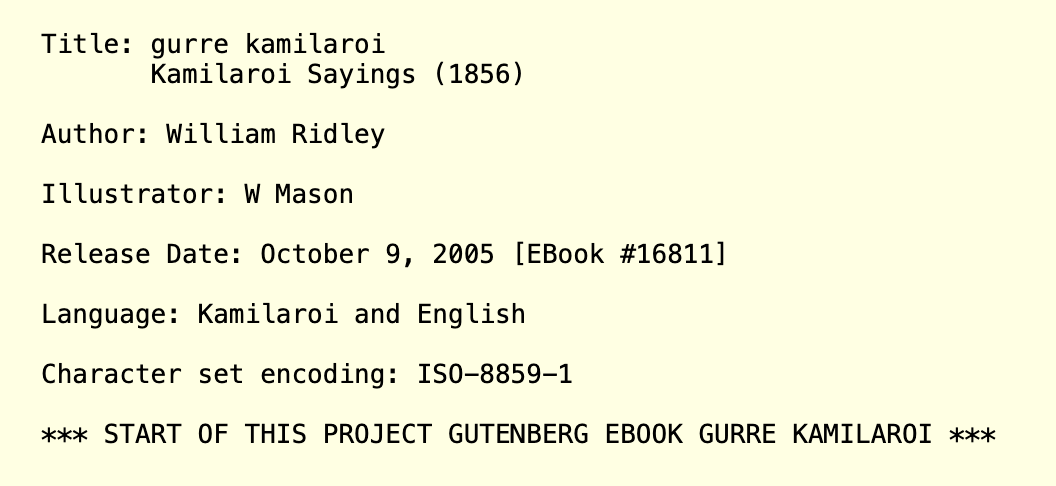 Title: gurre kamilaroi
Kamilaroi Sayings (1856)
Author: William Ridley
Illustrator: W Mason
Release Date: October 9, 2005 [EBook #16811]
Language: Kamilaroi and English
Character set encoding: ISO-8859-1
*** START OF THIS PROJECT GUTENBERG EBOOK GURRE KAMILAROI ***